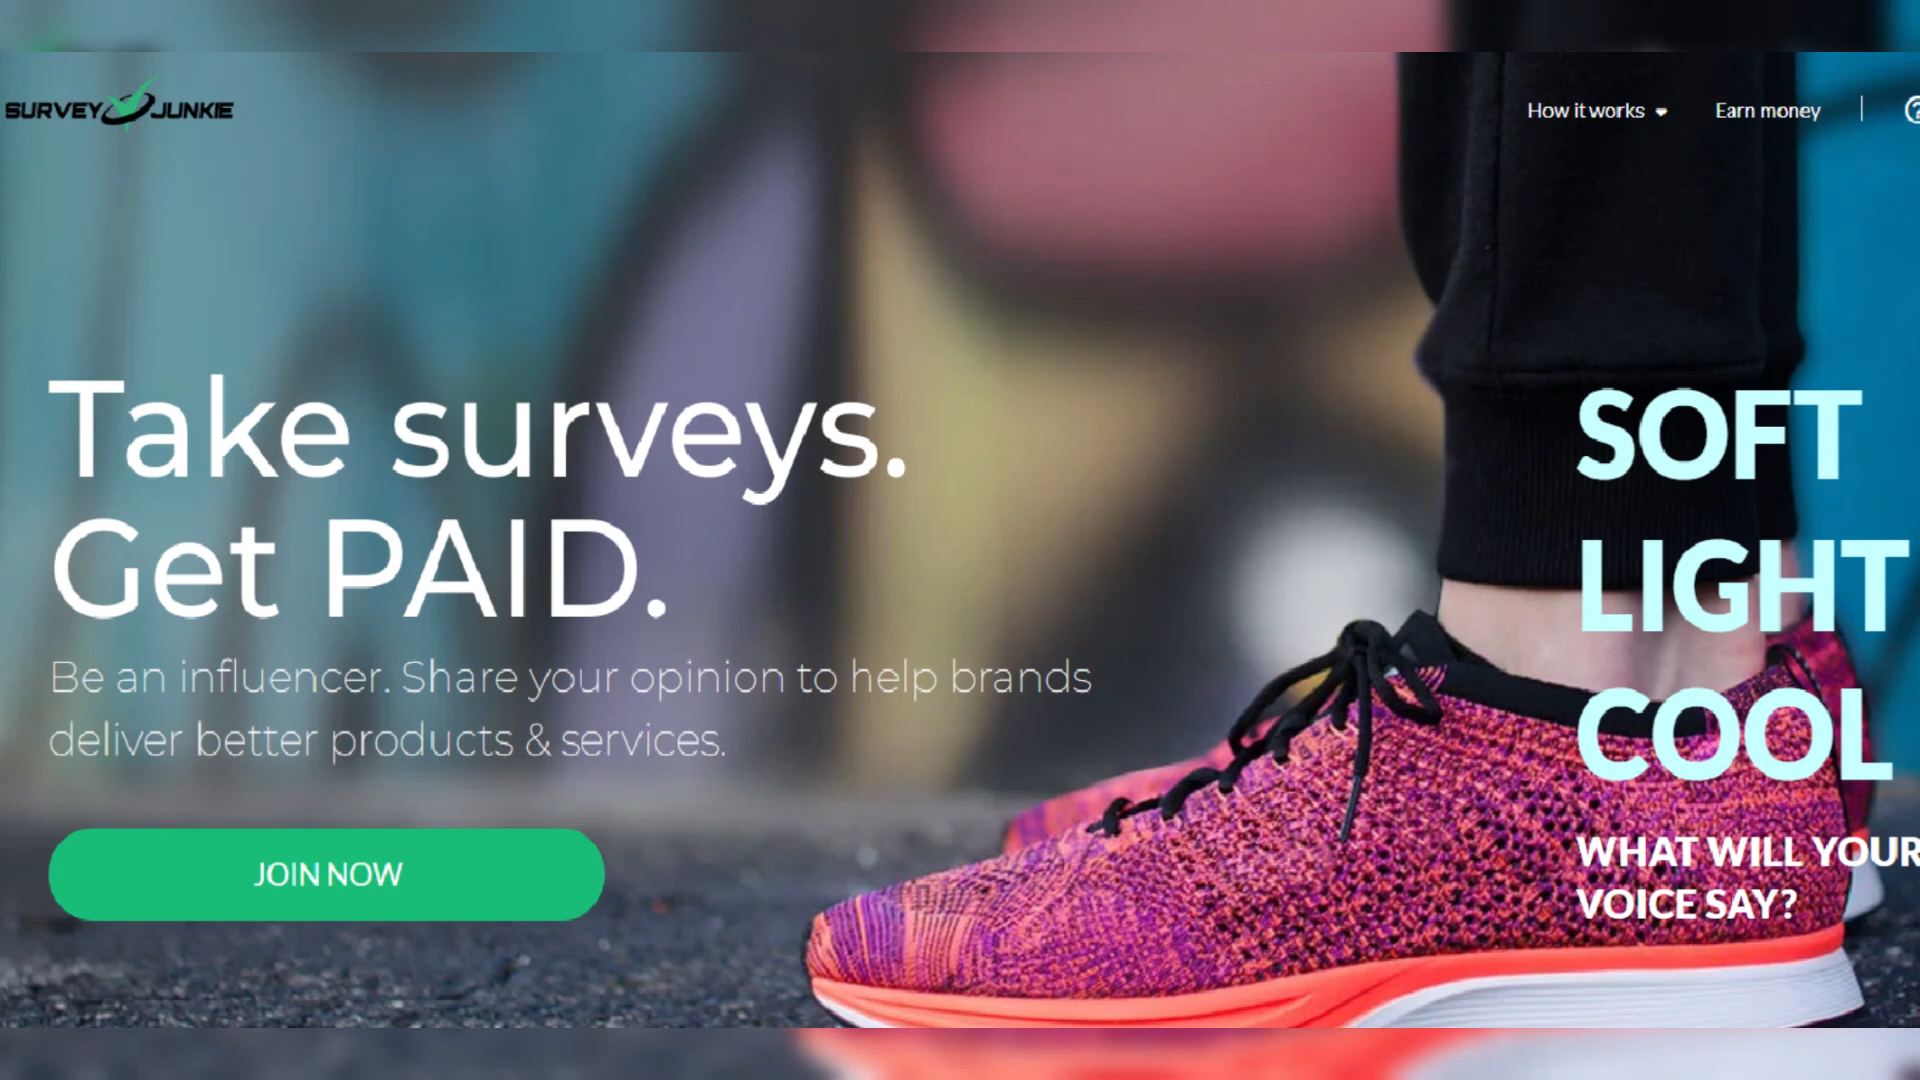 SURVEY JUNKIE
How it works
Earn money
Take surveys.
Get PAID.
Be an influencer. Share your opinion to help brands
deliver better products & services.
JOIN NOW
SOFT
LIGHT
COOL
WHAT WILL YOUR
VOICE SAY?